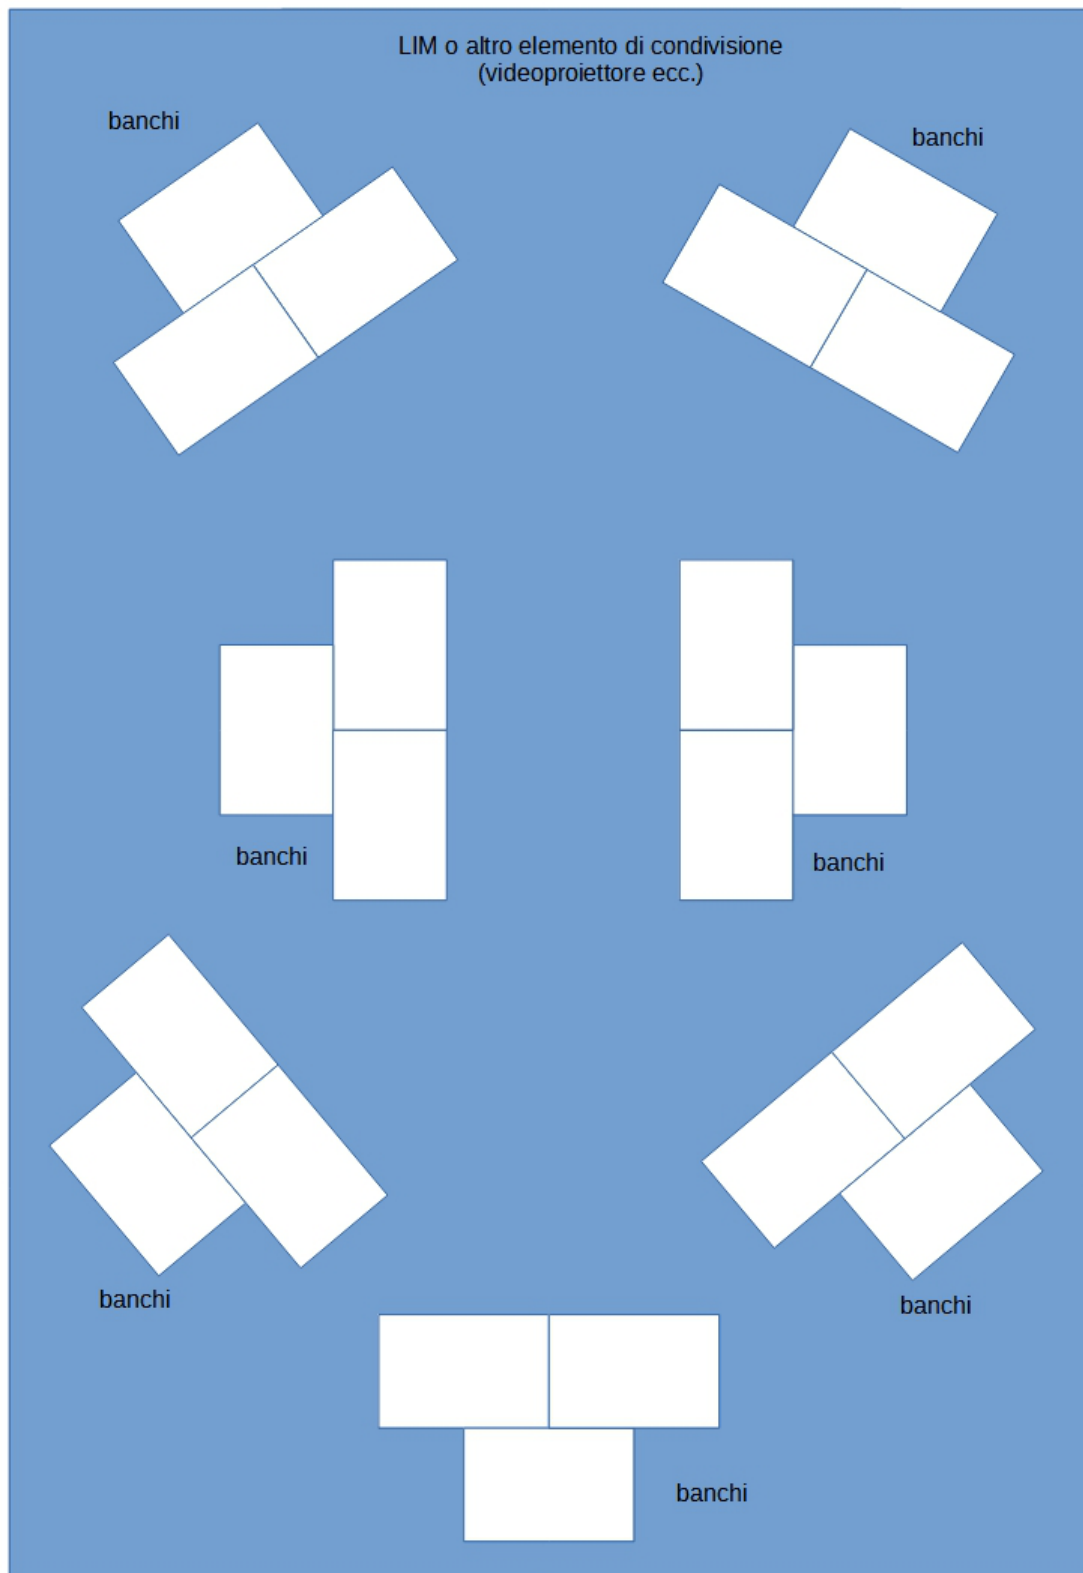 LIM o altro elemento di condivisione
(videoproiettore ecc.)
banchi
banchi
banchi
banchi
banchi
banchi
banchi